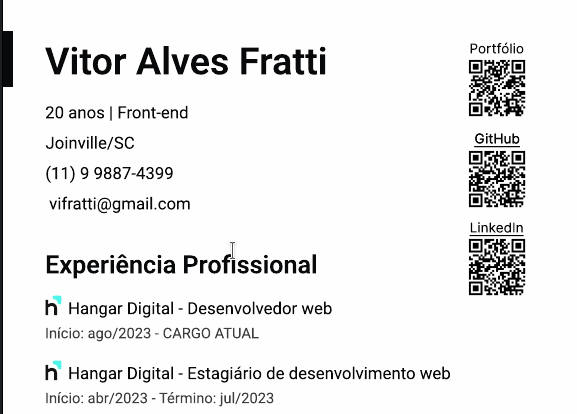 Vitor Alves Fratti
20 anos | Front-end
Joinville/SC
(11) 9 9887-4399
vifratti@gmail.com
Portfólio
GitHub
LinkedIn
Experiência Profissional
Hangar Digital - Desenvolvedor web
Início: ago/2023 - CARGO ATUAL
Hangar Digital - Estagiário de desenvolvimento web
Início: abr/2023 - Término: jul/2023